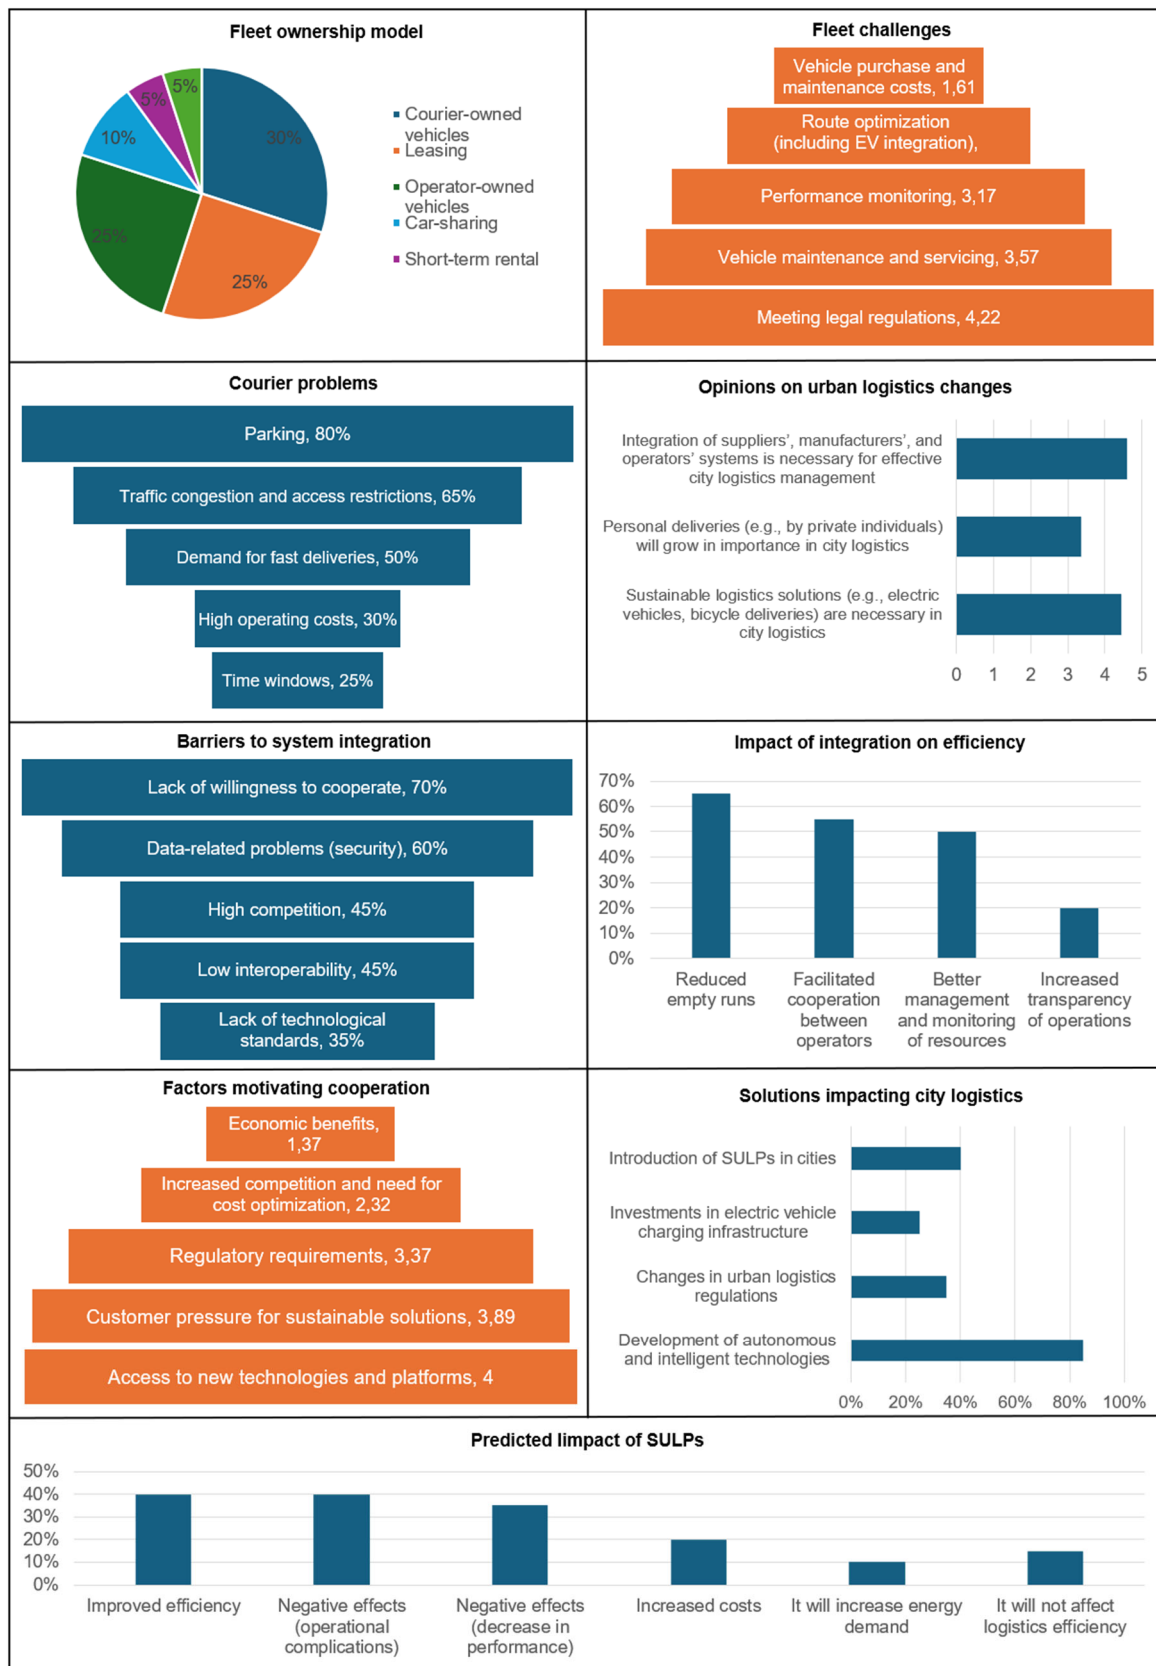 Fleet ownership model
30%
25%
25%
10%
5%
5%
Courier-owned
vehicles
Leasing
Operator-owned
vehicles
Car-sharing
Short-term rental
Fleet challenges
Vehicle purchase and
maintenance costs, 1,61
Route optimization
(including EV integration),
Performance monitoring, 3,17
Vehicle maintenance and servicing, 3,57
Meeting legal regulations, 4,22
Courier problems
Parking, 80%
Traffic congestion and access restrictions, 65%
Demand for fast deliveries, 50%
High operating costs, 30%
Time windows, 25%
Opinions on urban logistics changes
Integration of suppliers', manufacturers', and
operators' systems is necessary for effective
city logistics management
Personal deliveries (e.g., by private individuals)
will grow in importance in city logistics
Sustainable logistics solutions (e.g., electric
vehicles, bicycle deliveries) are necessary in
city logistics
0 1 2 3 4 5
Barriers to system integration
Lack of willingness to cooperate, 70%
Data-related problems (security), 60%
High competition, 45%
Low interoperability, 45%
Lack of technological
standards, 35%
Impact of integration on efficiency
70%
60%
50%
40%
30%
20%
10%
0%
Reduced
empty runs
Facilitated
cooperation
between
operators
Better
management
and monitoring
of resources
Increased
transparency
of operations
Factors motivating cooperation
Economic benefits,
1,37
Increased competition and need for
cost optimization, 2,32
Regulatory requirements, 3,37
Customer pressure for sustainable solutions, 3,89
Access to new technologies and platforms, 4
Solutions impacting city logistics
Introduction of SULPs in cities
Investments in electric vehicle
charging infrastructure
Changes in urban logistics
regulations
Development of autonomous
and intelligent technologies
0% 20% 40% 60% 80% 100%
Predicted Iimpact of SULPs
50%
40%
30%
20%
10%
0%
Improved efficiency
Negative effects
(operational
complications)
Negative effects
(decrease in
performance)
Increased costs
It will increase energy
demand
It will not affect
logistics efficiency